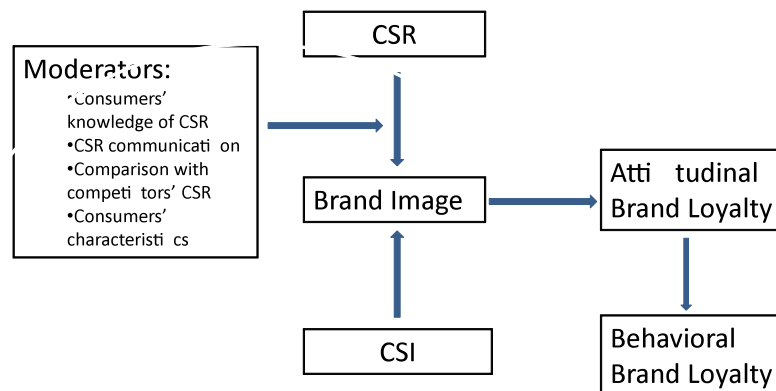 CSR
Moderators:
•Consumers'
knowledge of CSR
•CSR communicati on
•Comparison with
competi tors' CSR
•Consumers'
characteristi cs
Brand Image
Atti tudinal
Brand Loyalty
CSI
Behavioral
Brand Loyalty